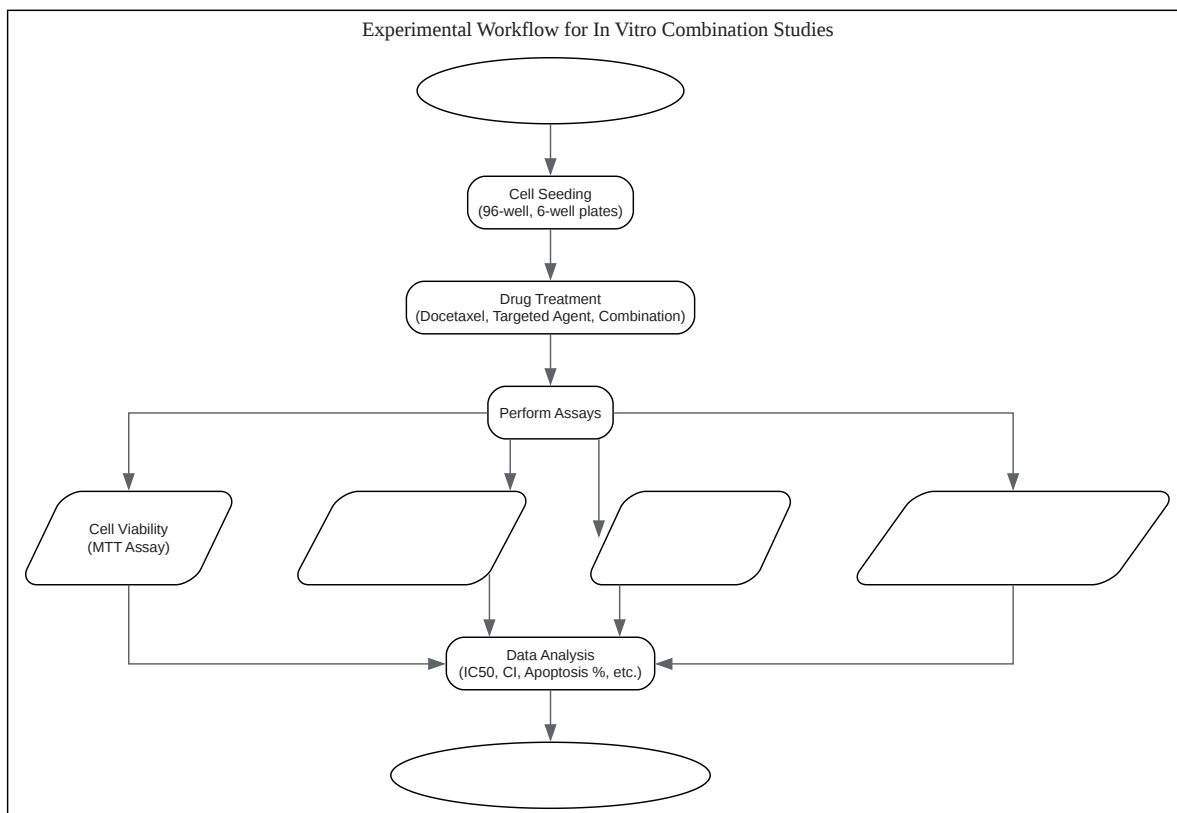 Experimental Workflow for In Vitro Combination Studies
Cell Seeding
(96-well, 6-well plates)
Drug Treatment
(Docetaxel, Targeted Agent, Combination)
Perform Assays
Cell Viability
(MTT Assay)
Data Analysis
(IC50, CI, Apoptosis %, etc.)